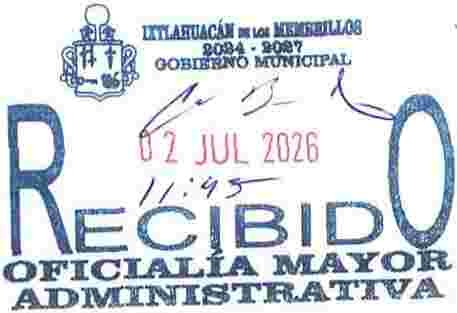 IXTLAHUACÁN DE LOS MEMBRILLOS
2024 - 2027
GOBIERNO MUNICIPAL
02 JUL 2026
11:45
RECIBIDO
OFICIALÍA MAYOR
ADMINISTRATIVA